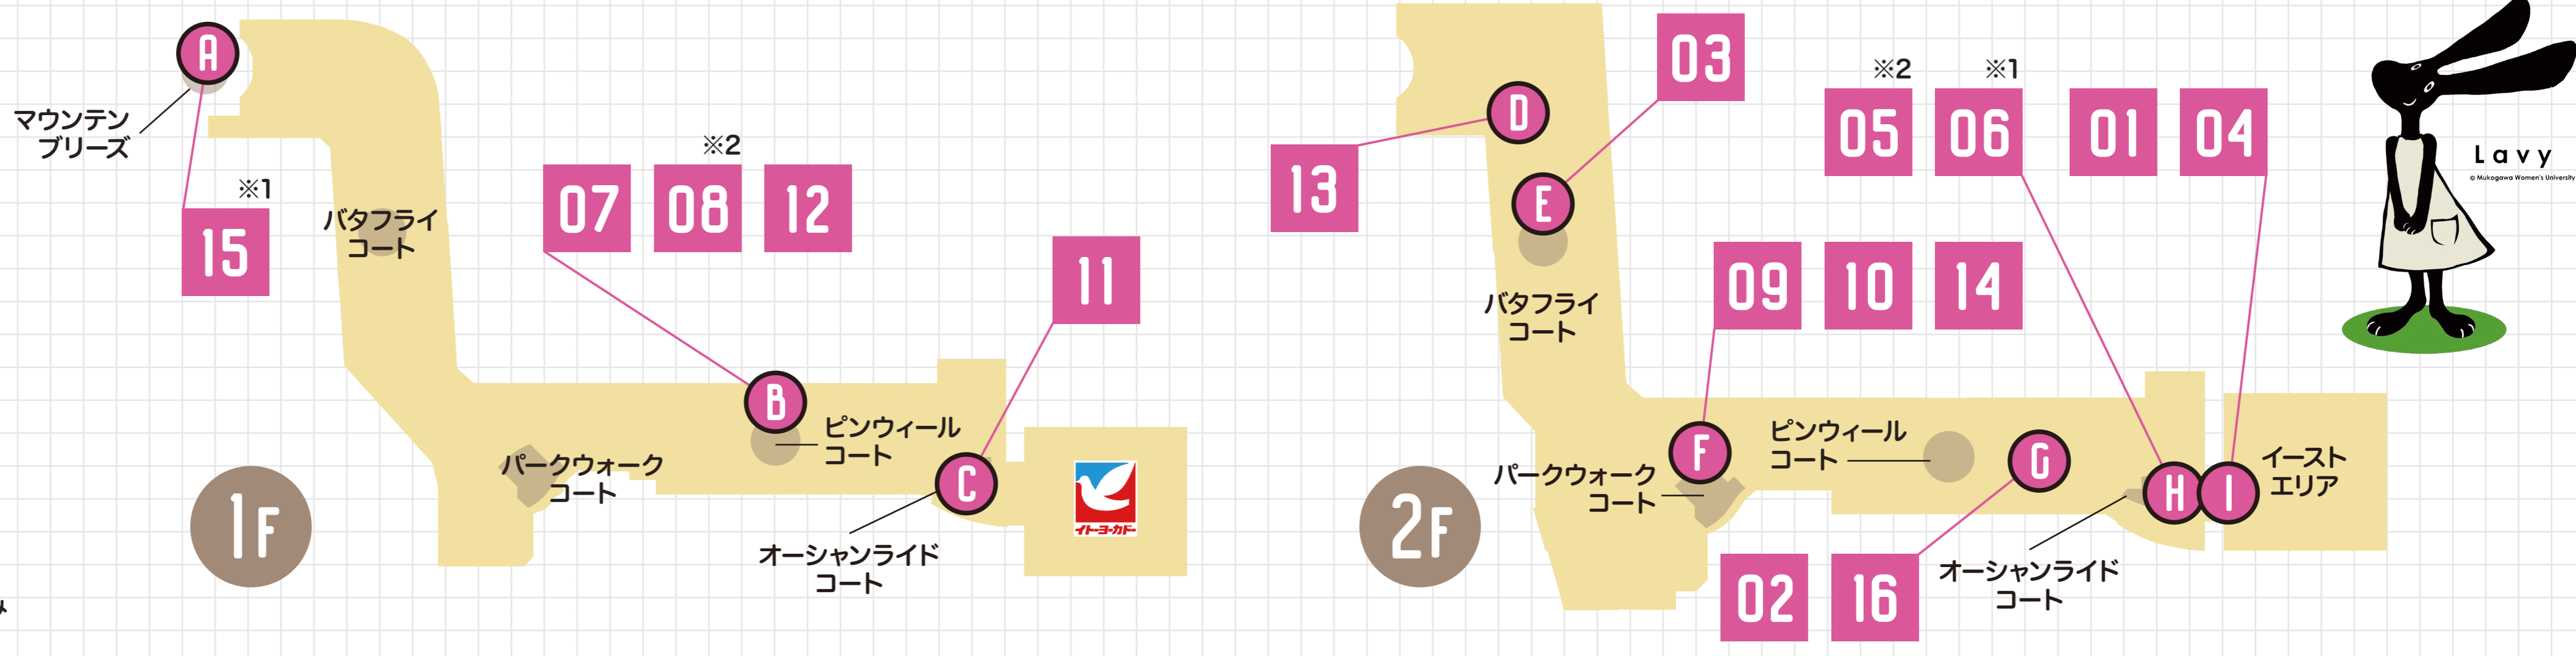 A
マウンテン
ブリーズ
※1
15
バタフライ
コート
※2
07 08 12
11
B
ピンウィール
コート
C
パークウォーク
コート
オーシャンライド
コート
イトーヨーカドー
1F
D
13
03
E
バタフライ
コート
※2 ※1
05 06 01 04
09 10 14
F
パークウォーク
コート
ピンウィール
コート
G
H I
イースト
エリア
オーシャンライド
コート
02 16
2F
Lavy
© Mukogawa Women's University